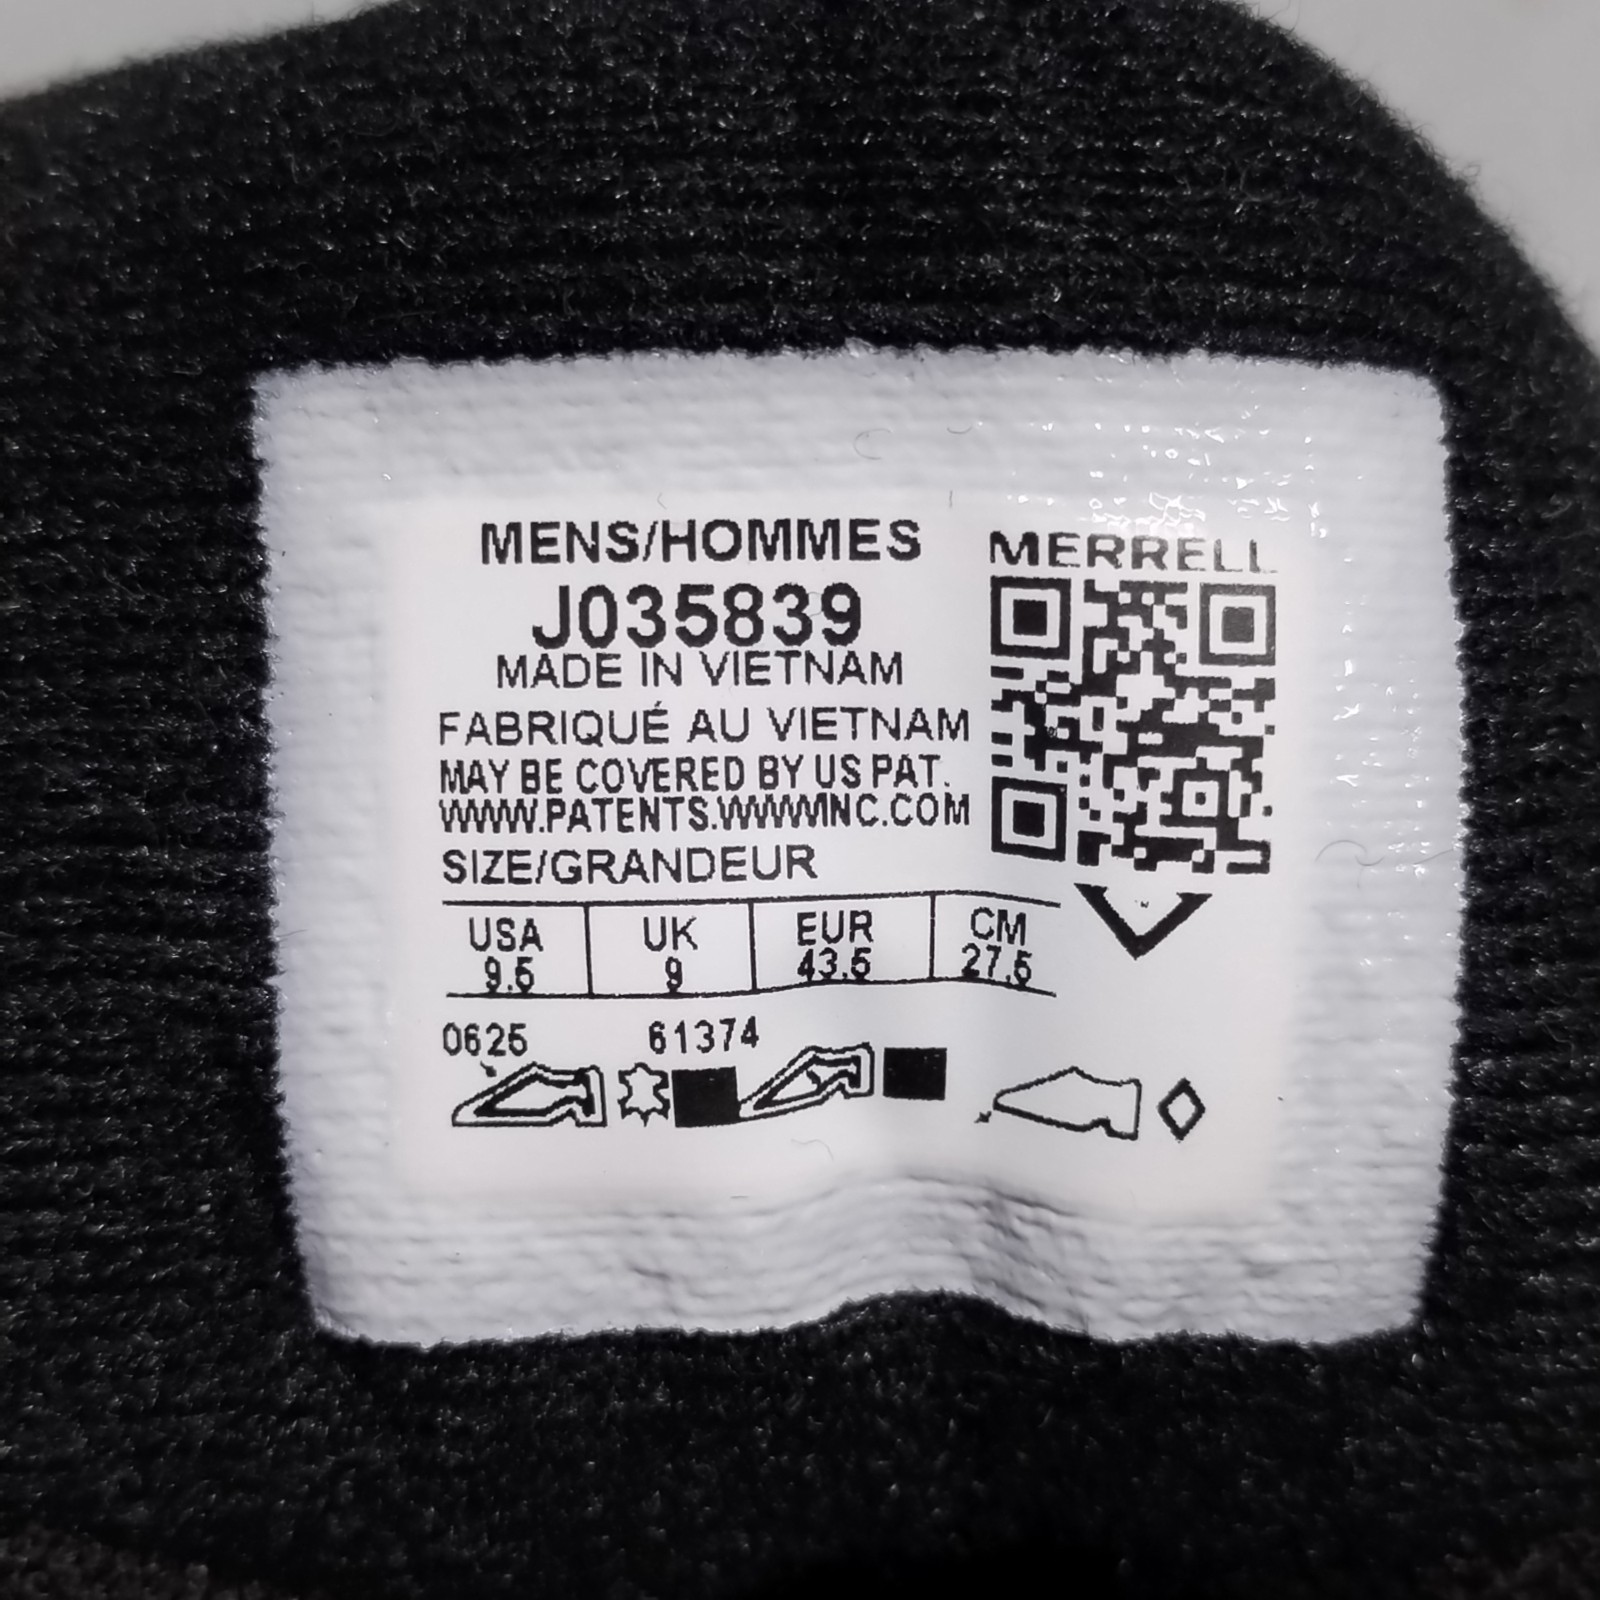 MENS/HOMMES
J035839
MADE IN VIETNAM
FABRIQUÉ AU VIETNAM
MAY BE COVERED BY US PAT.
WWW.PATENTS.WWWINC.COM
SIZE/GRANDEUR
USA UK EUR CM
9.5 9 43.5 27.5
0625 61374
MERRELL